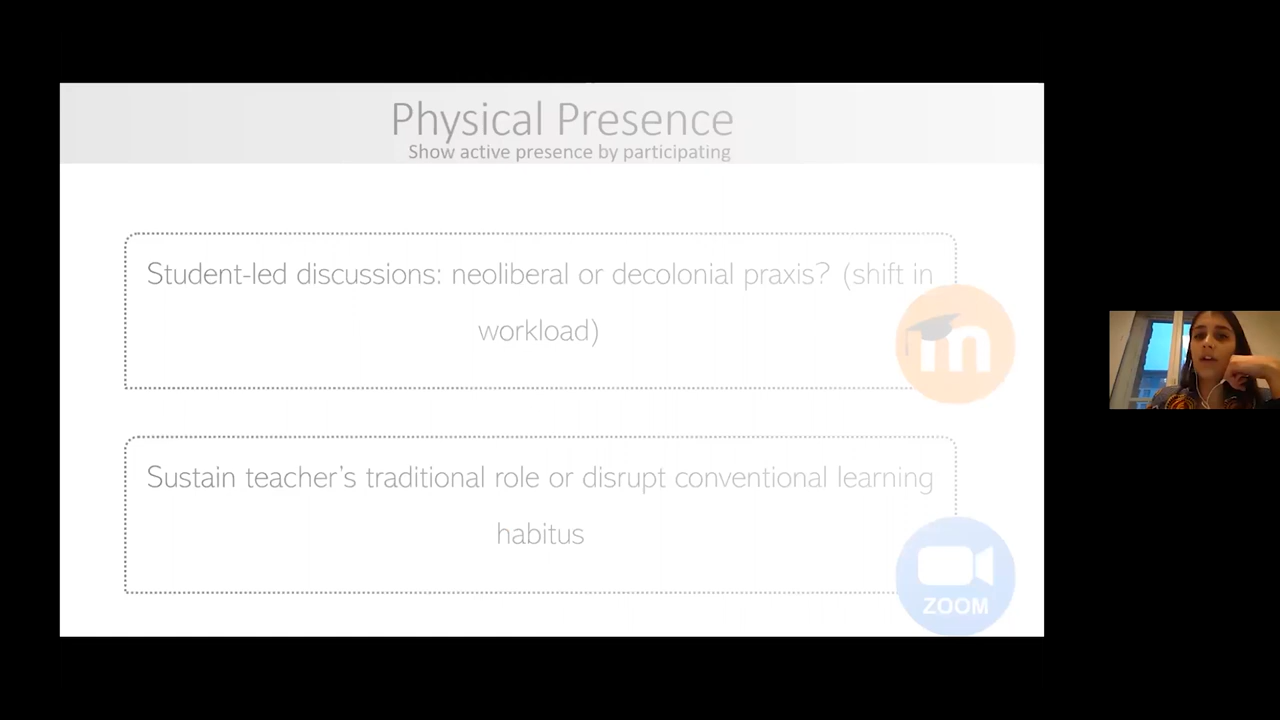 Physical Presence
Show active presence by participating
Student-led discussions: neoliberal or decolonial praxis? (shift in
workload)
m
Sustain teacher's traditional role or disrupt conventional learning
habitus
ZOOM